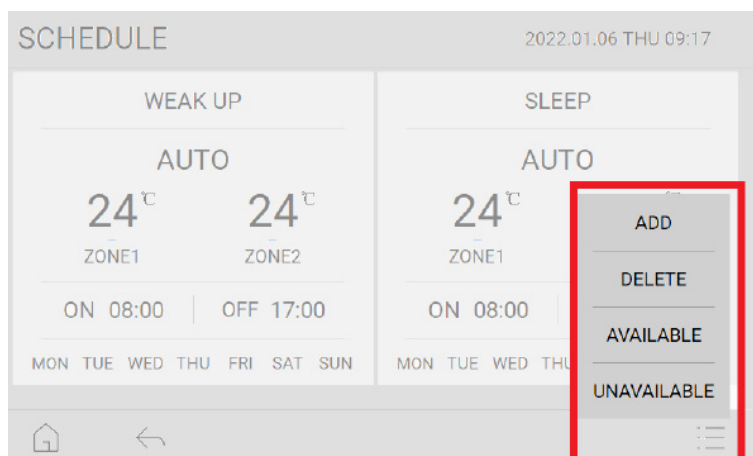 SCHEDULE 2022.01.06 THU 09:17
WEAK UP
AUTO
24℃ 24℃
ZONE1 ZONE2
ON 08:00 OFF 17:00
MON TUE WED THU FRI SAT SUN
SLEEP
AUTO
24℃ ℃
ZONE1
ON 08:00
MON TUE WED THU
ADD
DELETE
AVAILABLE
UNAVAILABLE